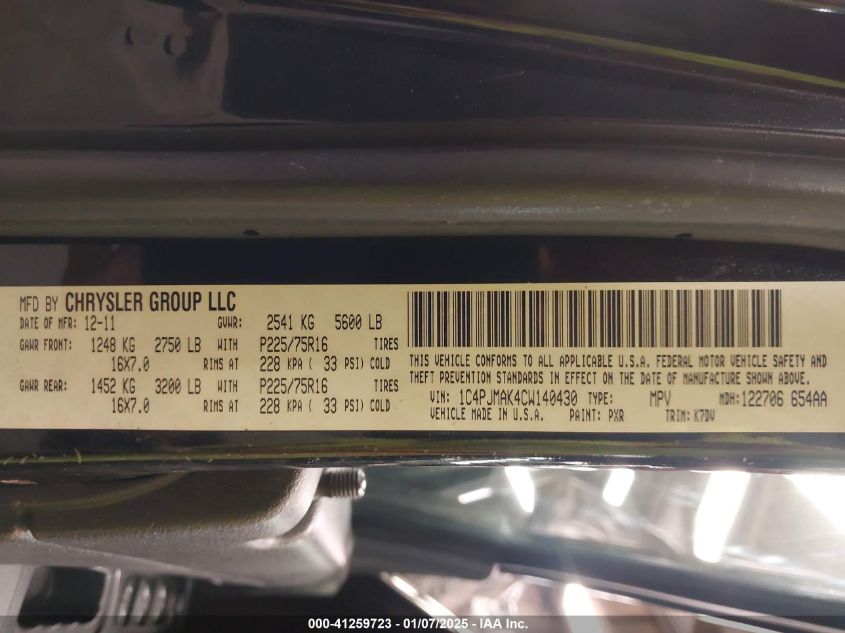 MFD BY CHRYSLER GROUP LLC
DATE OF MFR: 12-11 GVWR: 2541 KG 5600 LB
GAWR FRONT: 1248 KG 2750 LB WITH P225/75R16 TIRES
16X7.0 RIMS AT 228 KPA ( 33 PSI) COLD
GAWR REAR: 1452 KG 3200 LB WITH P225/75R16 TIRES
16X7.0 RIMS AT 228 KPA ( 33 PSI) COLD
THIS VEHICLE CONFORMS TO ALL APPLICABLE U.S.A. FEDERAL MOTOR VEHICLE SAFETY AND
THEFT PREVENTION STANDARDS IN EFFECT ON THE DATE OF MANUFACTURE SHOWN ABOVE.
VIN: 1C4PJMAK4CW140430 TYPE: MPV MDH: 122706 654AA
VEHICLE MADE IN U.S.A. PAINT: PXR TRIM: K7DV
000-41259723 - 01/07/2025 - IAA Inc.